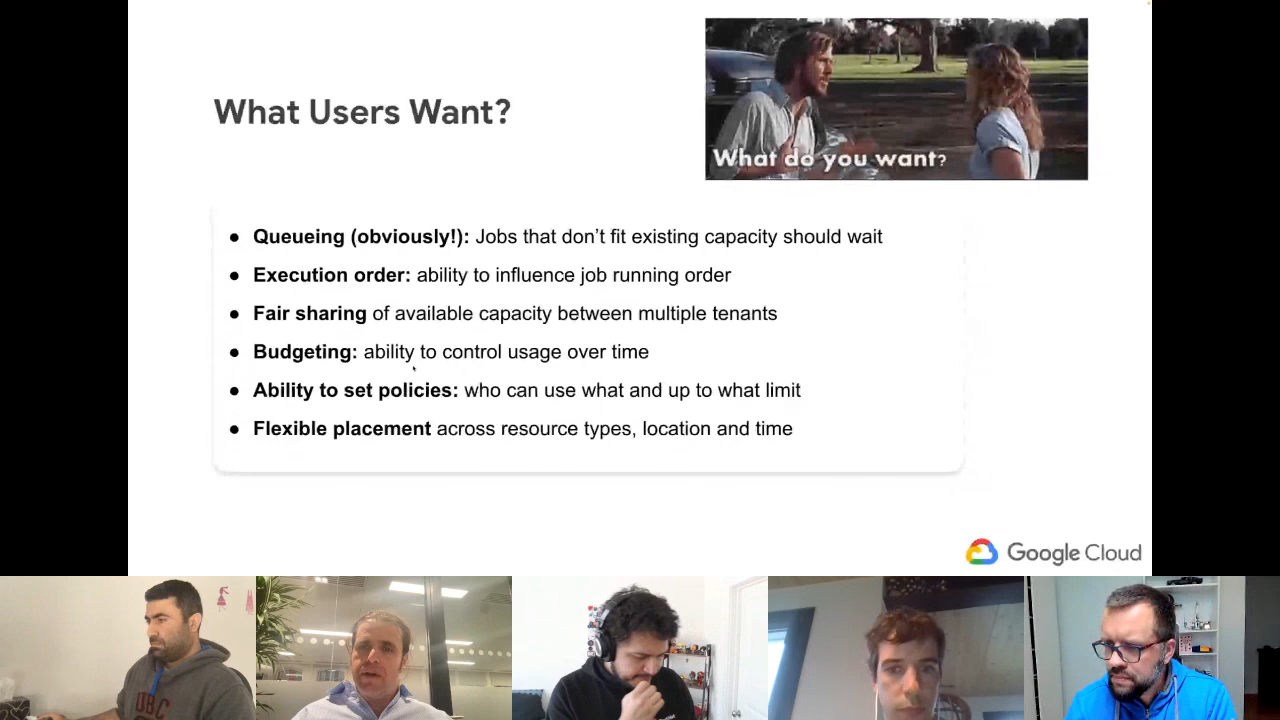 What Users Want?
What do you want?
● Queueing (obviously!): Jobs that don’t fit existing capacity should wait
● Execution order: ability to influence job running order
● Fair sharing of available capacity between multiple tenants
● Budgeting: ability to control usage over time
● Ability to set policies: who can use what and up to what limit
● Flexible placement across resource types, location and time
Google Cloud
UBC